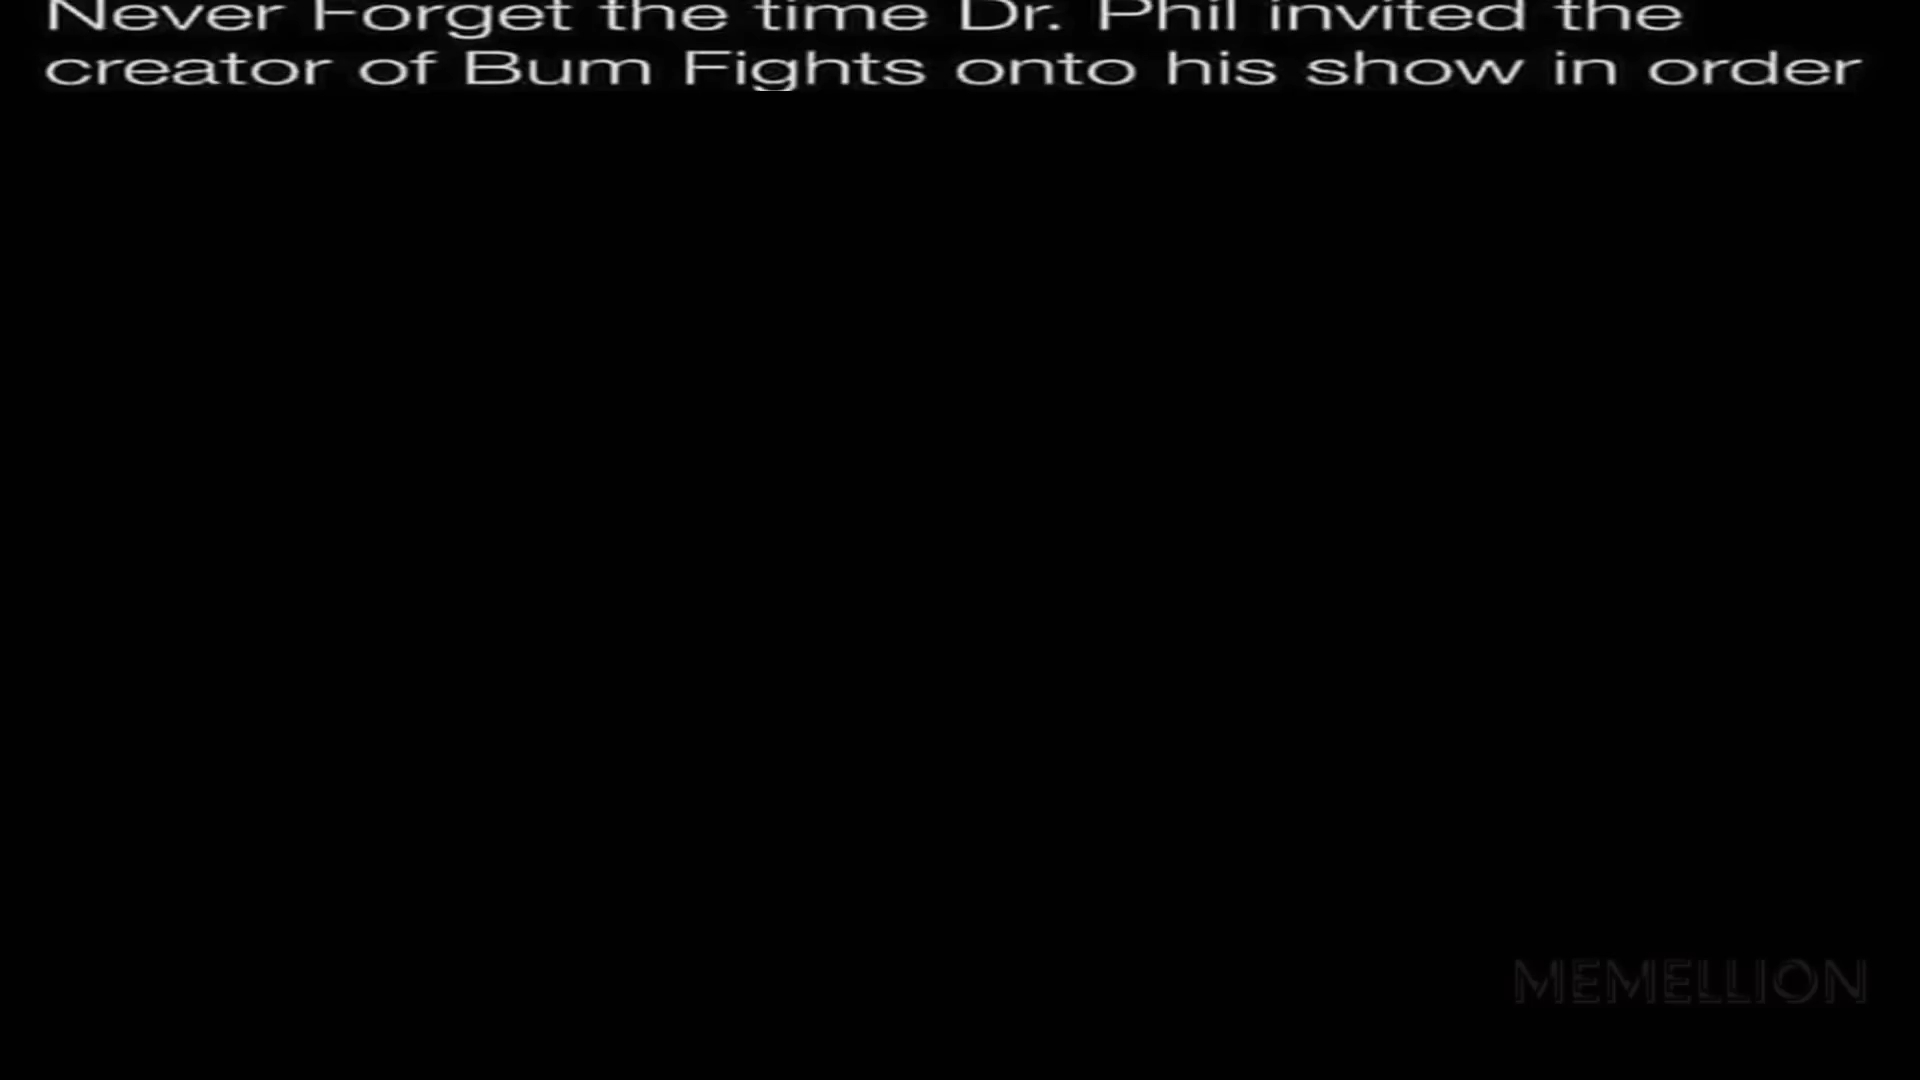 Never Forget the time Dr. Phil invited the
creator of Bum Fights onto his show in order
MEMELLION